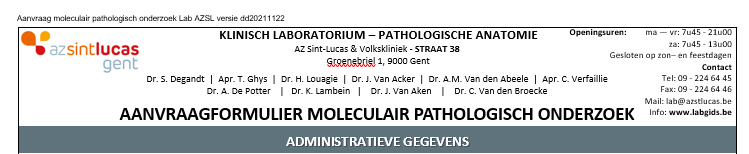 Aanvraag moleculair pathologisch onderzoek Lab AZSL versie dd20211122
azsintlucas
gent
KLINISCH LABORATORIUM – PATHOLOGISCHE ANATOMIE
AZ Sint-Lucas & Volkskliniek - STRAAT 38
Groenebriel 1, 9000 Gent
Dr. S. Degandt | Apr. T. Ghys | Dr. H. Louagie | Dr. J. Van Acker | Dr. A.M. Van den Abeele | Apr. C. Verfaillie
Dr. A. De Potter | Dr. K. Lambein | Dr. J. Van Aken | Dr. C. Van den Broecke
Openingsuren: ma — vr: 7u45 - 21u00
za: 7u45 - 13u00
Gesloten op zon– en feestdagen
Contact
Tel: 09 - 224 64 45
Fax: 09 - 224 64 46
Mail: lab@azstlucas.be
Info: www.labgids.be
AANVRAAGFORMULIER MOLECULAIR PATHOLOGISCH ONDERZOEK
ADMINISTRATIEVE GEGEVENS